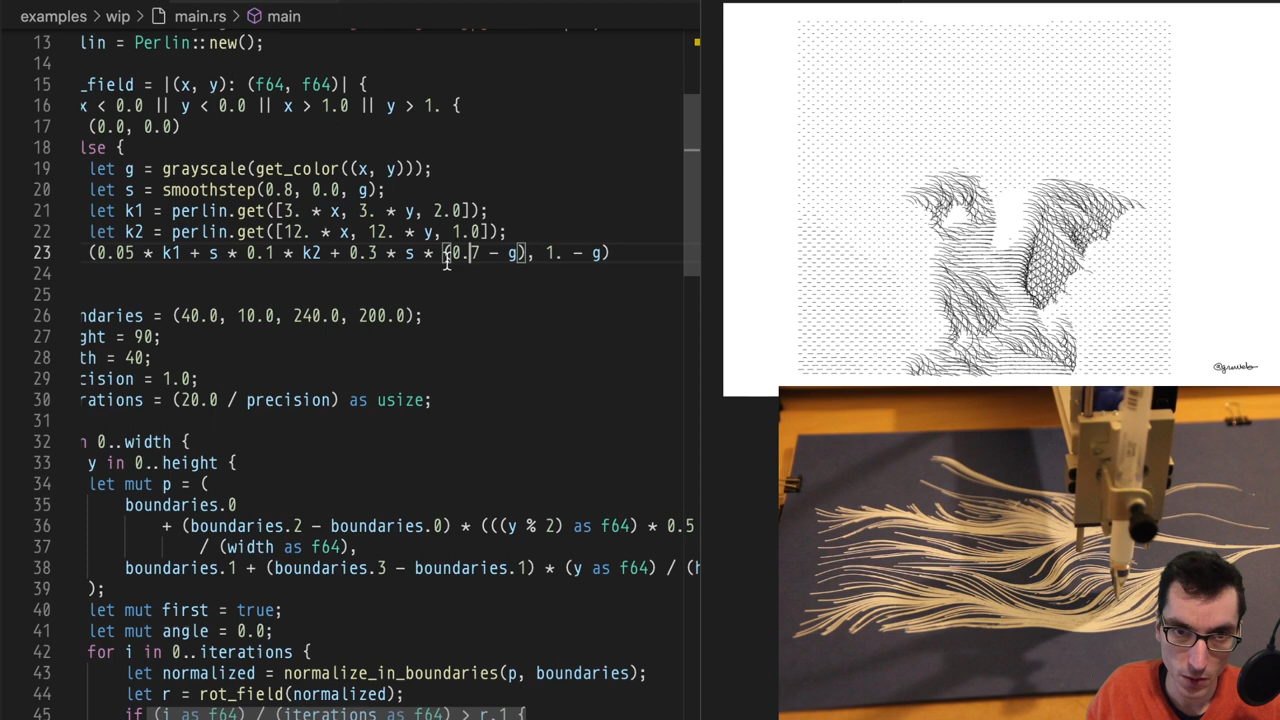 examples > wip > main.rs > main
13 lin = Perlin::new();
14
15 _field = |(x, y): (f64, f64)| {
16 x < 0.0 || y < 0.0 || x > 1.0 || y > 1. {
17 (0.0, 0.0)
18 lse {
19 let g = grayscale(get_color((x, y)));
20 let s = smoothstep(0.8, 0.0, g);
21 let k1 = perlin.get([3. * x, 3. * y, 2.0]);
22 let k2 = perlin.get([12. * x, 12. * y, 1.0]);
23 (0.05 * k1 + s * 0.1 * k2 + 0.3 * s * (0.7 - g), 1. - g)
24
25
26 ndaries = (40.0, 10.0, 240.0, 200.0);
27 ght = 90;
28 th = 40;
29 cision = 1.0;
30 rations = (20.0 / precision) as usize;
31
32 n 0..width {
33 y in 0..height {
34 let mut p = (
35 boundaries.0
36 + (boundaries.2 - boundaries.0) * (((y % 2) as f64) * 0.5
37 / (width as f64),
38 boundaries.1 + (boundaries.3 - boundaries.1) * (y as f64) / (h
39 );
40 let mut first = true;
41 let mut angle = 0.0;
42 for i in 0..iterations {
43 let normalized = normalize_in_boundaries(p, boundaries);
44 let r = rot_field(normalized);
45 if (i as f64) / (iterations as f64) > r.1 {
@greweb